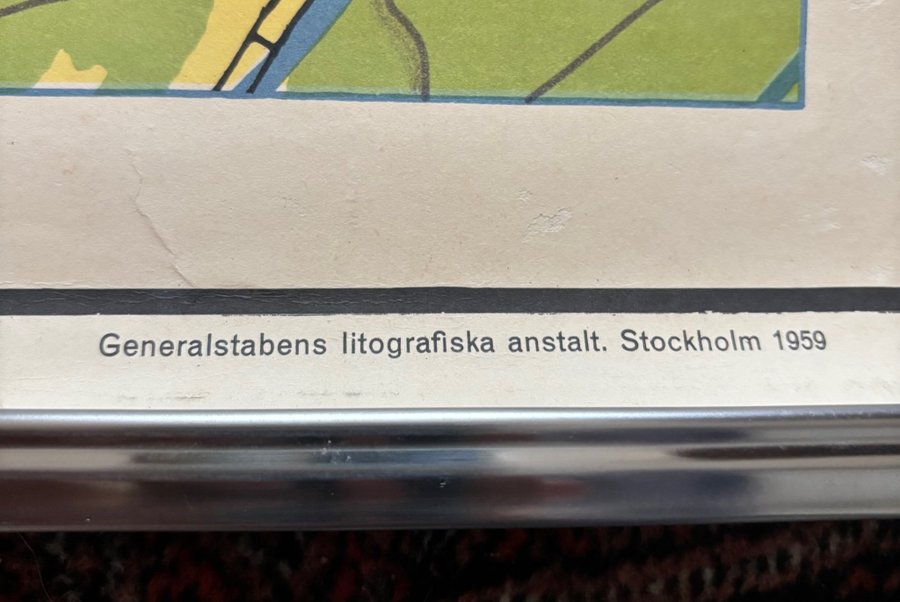 Generalstabens litografiska anstalt. Stockholm 1959